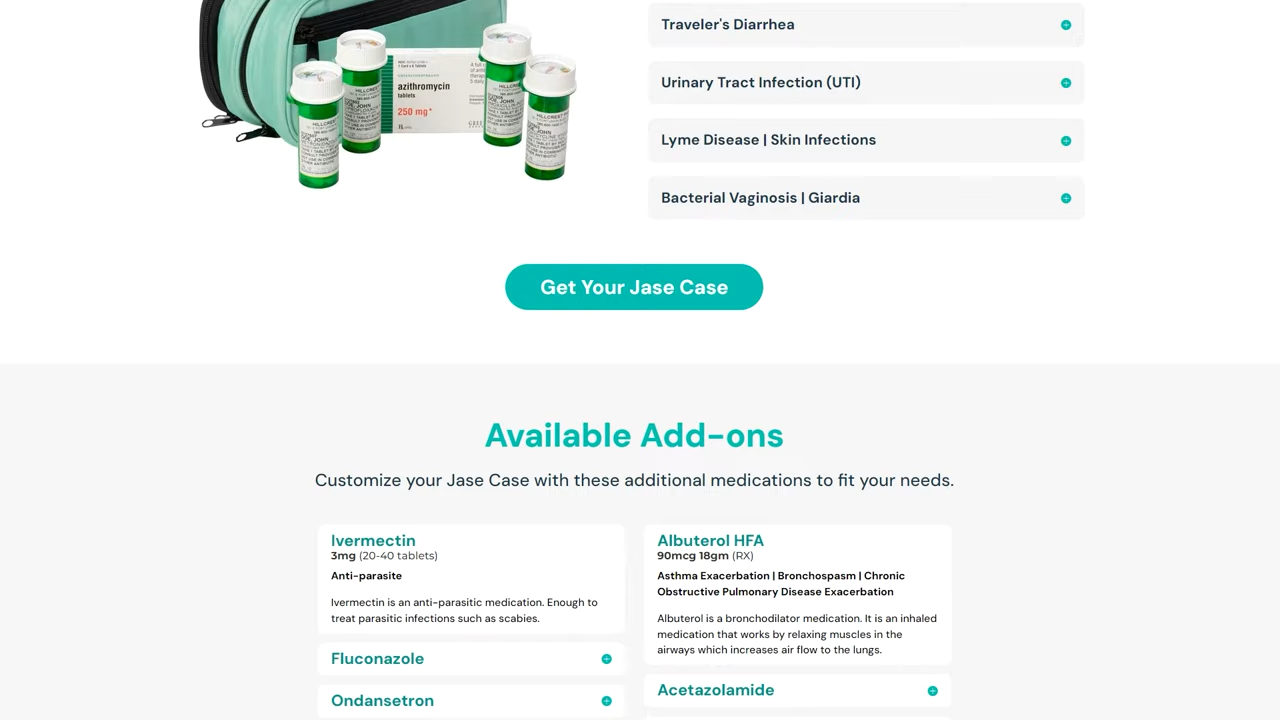 Traveler's Diarrhea
azithromycin
tablets
250 mg*
Urinary Tract Infection (UTI)
Lyme Disease | Skin Infections
Bacterial Vaginosis | Giardia
Get Your Jase Case
Available Add-ons
Customize your Jase Case with these additional medications to fit your needs.
Ivermectin
3mg (20-40 tablets)
Anti-parasite
Ivermectin is an anti-parasitic medication. Enough to
treat parasitic infections such as scabies.
Fluconazole
Ondansetron
Albuterol HFA
90mcg 18gm (RX)
Asthma Exacerbation | Bronchospasm | Chronic
Obstructive Pulmonary Disease Exacerbation
Albuterol is a bronchodilator medication. It is an inhaled
medication that works by relaxing muscles in the
airways which increases air flow to the lungs.
Acetazolamide